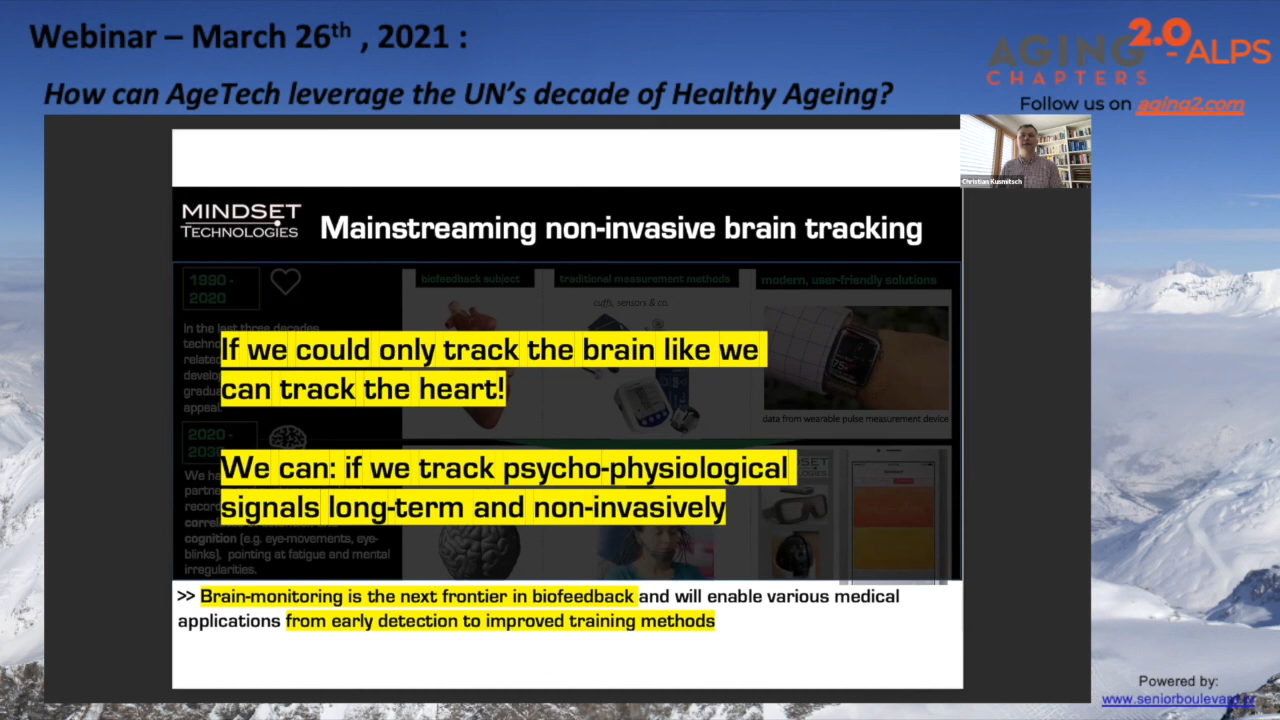 Webinar – March 26th , 2021 :
How can AgeTech leverage the UN's decade of Healthy Ageing?
AGING 2.0 - ALPS
CHAPTERS
Follow us on aging2.com
Christian Kusmitsch
MINDSET
TECHNOLOGIES
Mainstreaming non-invasive brain tracking
1990 -
2020
biofeedback subject
traditional measurement methods
modern, user-friendly solutions
cuffs, sensors & co.
In the last three decades
If we could only track the brain like we
can track the heart!
appeal.
data from wearable pulse measurement device
2020 -
We can: if we track psycho-physiological
signals long-term and non-invasively
cognition (e.g. eye-movements, eye-
blinks), pointing at fatigue and mental
irregularities.
>> Brain-monitoring is the next frontier in biofeedback and will enable various medical
applications from early detection to improved training methods
Powered by:
www.seniorboulevard.tv